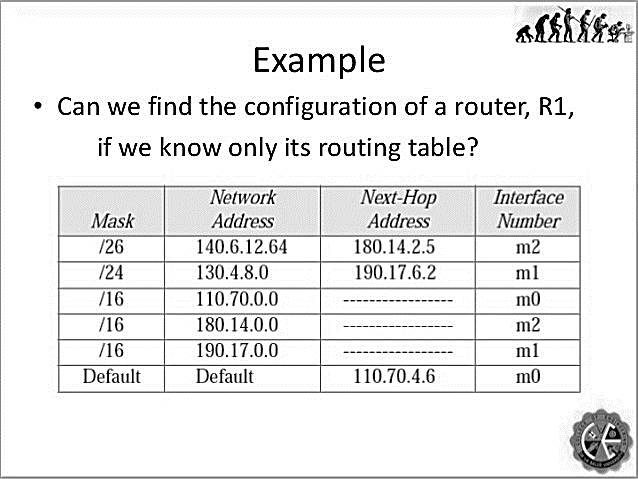 Example
• Can we find the configuration of a router, R1,
if we know only its routing table?
Mask Network Address Next-Hop Address Interface Number
/26 140.6.12.64 180.14.2.5 m2
/24 130.4.8.0 190.17.6.2 m1
/16 110.70.0.0 ----------------- m0
/16 180.14.0.0 ----------------- m2
/16 190.17.0.0 ----------------- m1
Default Default 110.70.4.6 m0